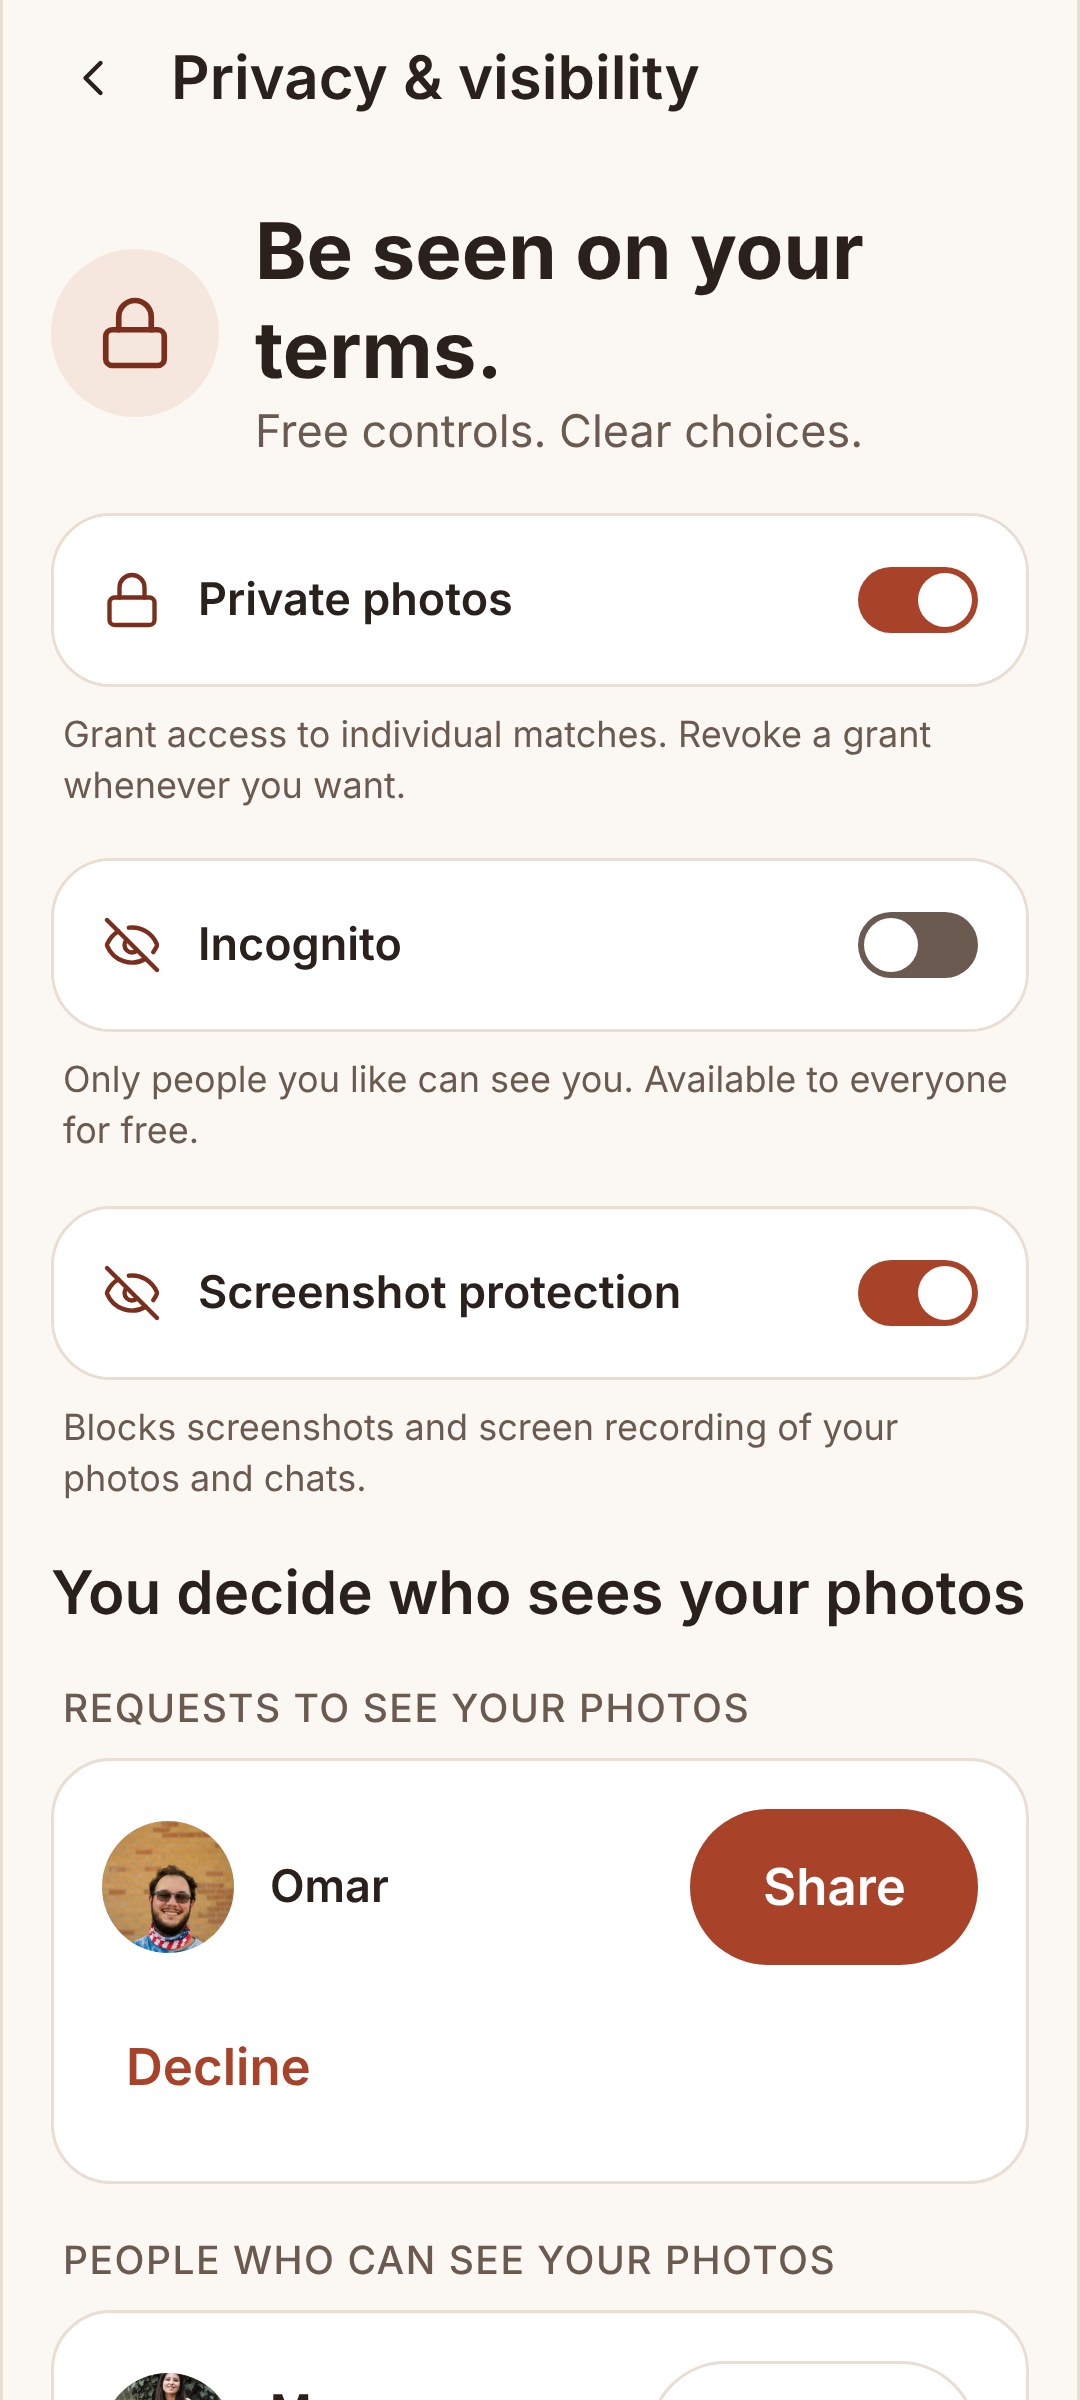 Privacy & visibility
Be seen on your
terms.
Free controls. Clear choices.
Private photos
Grant access to individual matches. Revoke a grant
whenever you want.
Incognito
Only people you like can see you. Available to everyone
for free.
Screenshot protection
Blocks screenshots and screen recording of your
photos and chats.
You decide who sees your photos
REQUESTS TO SEE YOUR PHOTOS
Omar
Share
Decline
PEOPLE WHO CAN SEE YOUR PHOTOS